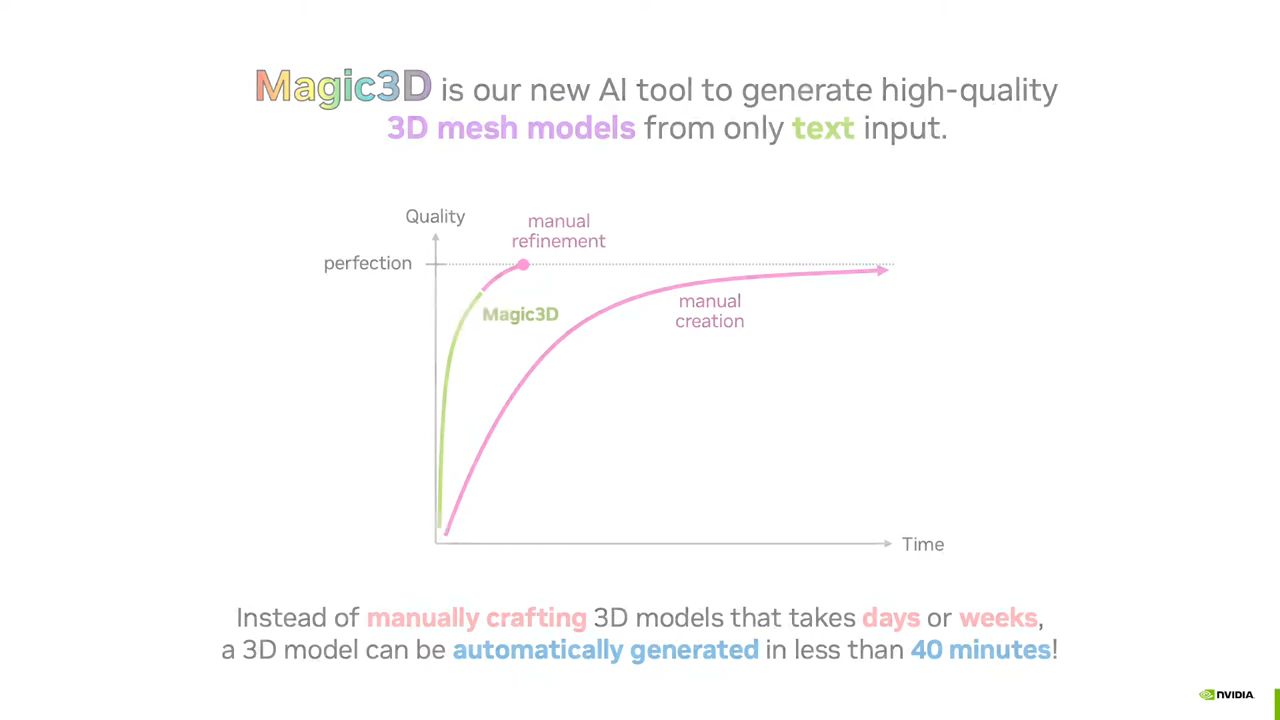 Magic3D is our new AI tool to generate high-quality
3D mesh models from only text input.
Quality
manual
refinement
perfection
Magic3D
manual
creation
Time
Instead of manually crafting 3D models that takes days or weeks,
a 3D model can be automatically generated in less than 40 minutes!
NVIDIA